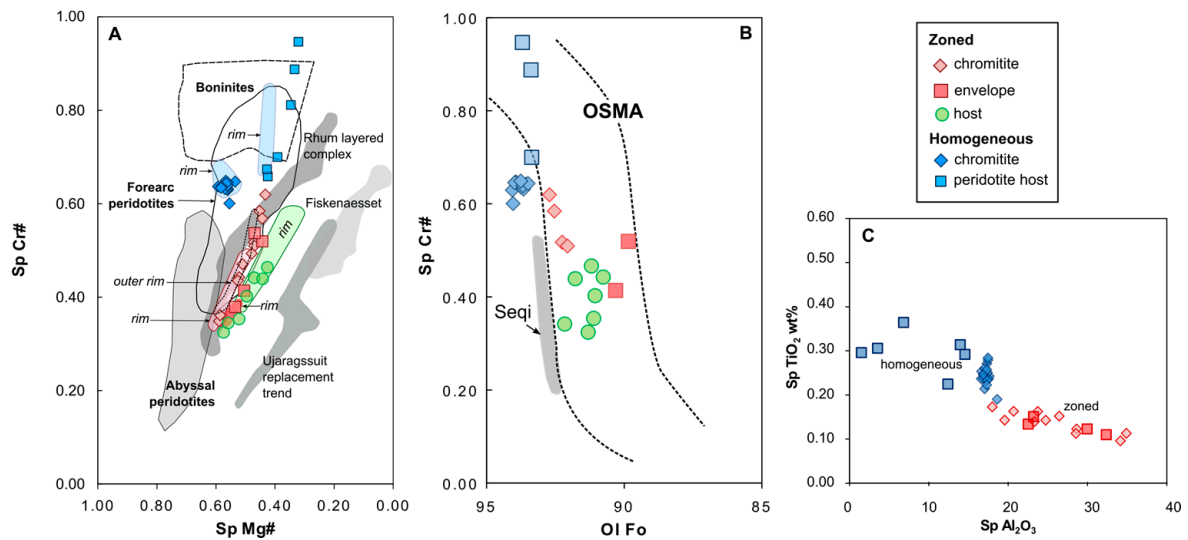 A
1.00
0.80
0.60
0.40
0.20
0.00
Sp Cr#
1.00
0.80
0.60
0.40
0.20
0.00
Sp Mg#
Boninites
rim
Rhum layered
complex
rim
Forearc
peridotites
Fiskenaesset
rim
outer rim
rim
rim
Ujaragssuit
replacement
trend
Abyssal
peridotites
B
1.00
0.80
0.60
0.40
0.20
0.00
Sp Cr#
95
90
85
Ol Fo
OSMA
Seqi
Zoned
chromitite
envelope
host
Homogeneous
chromitite
peridotite host
C
0.60
0.50
0.40
0.30
0.20
0.10
0.00
Sp TiO2 wt%
0
10
20
30
40
Sp Al2O3
homogeneous
zoned